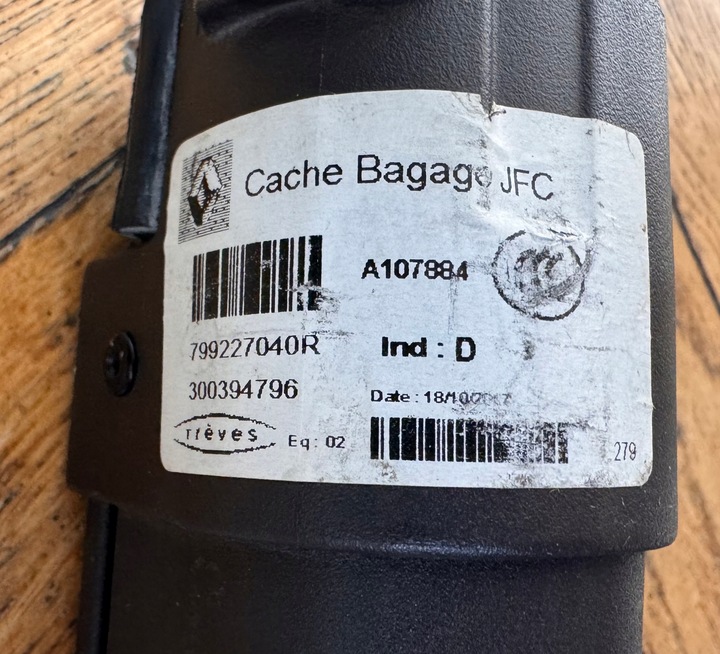 Cache Bagage JFC
A107884
799227040R
Ind : D
300394796
Date : 18/10/2017
Trèves
Eq : 02
279